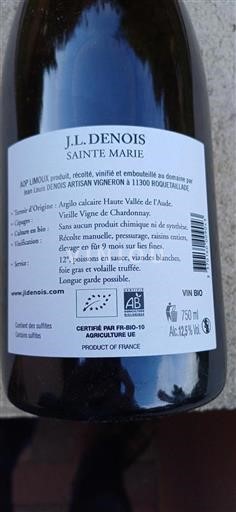 J.L. DENOIS
SAINTE MARIE
AOP LIMOUX produit, récolté, vinifié et embouteillé au domaine par
Jean Louis DENOIS ARTISAN VIGNERON à 11300 ROQUETAILLADE
• Terroir d'Origine : Argilo calcaire Haute Vallée de l'Aude.
• Cépages : Vieille Vigne de Chardonnay.
• Culture en bio : Sans aucun produit chimique ni de synthèse.
• Vinification : Récolte manuelle, pressurage, raisins entiers,
élevage en fût 9 mois sur lies fines.
• Service : 12°, poissons en sauce, viandes blanches,
foie gras et volaille truffée.
Longue garde possible.
www.jldenois.com
VIN BIO
AB
Contient des sulfites
Contains sulfites
CERTIFIÉ PAR FR-BIO-10
AGRICULTURE UE
PRODUCT OF FRANCE
750 ml
Alc. 12,5% Vol.